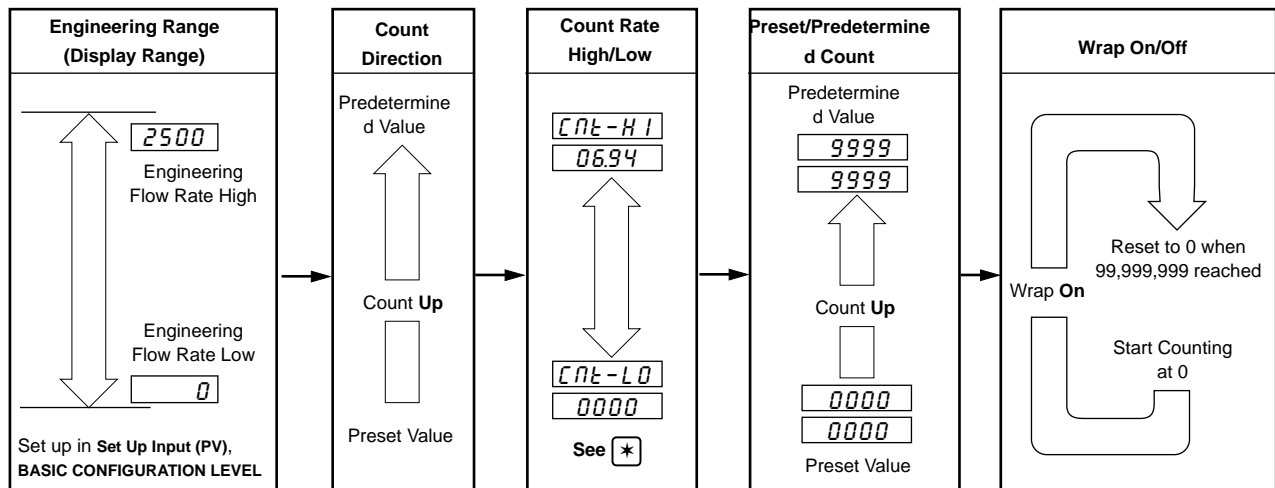 Engineering Range
(Display Range)
2500
Engineering
Flow Rate High
Engineering
Flow Rate Low
0
Set up in Set Up Input (PV),
BASIC CONFIGURATION LEVEL
Count
Direction
Predetermine
d Value
Count Up
Preset Value
Count Rate
High/Low
CNt-HI
06.94
CNt-LO
0000
See *
Preset/Predetermine
d Count
Predetermine
d Value
9999
9999
Count Up
0000
0000
Preset Value
Wrap On/Off
Reset to 0 when
99,999,999 reached
Wrap On
Start Counting
at 0